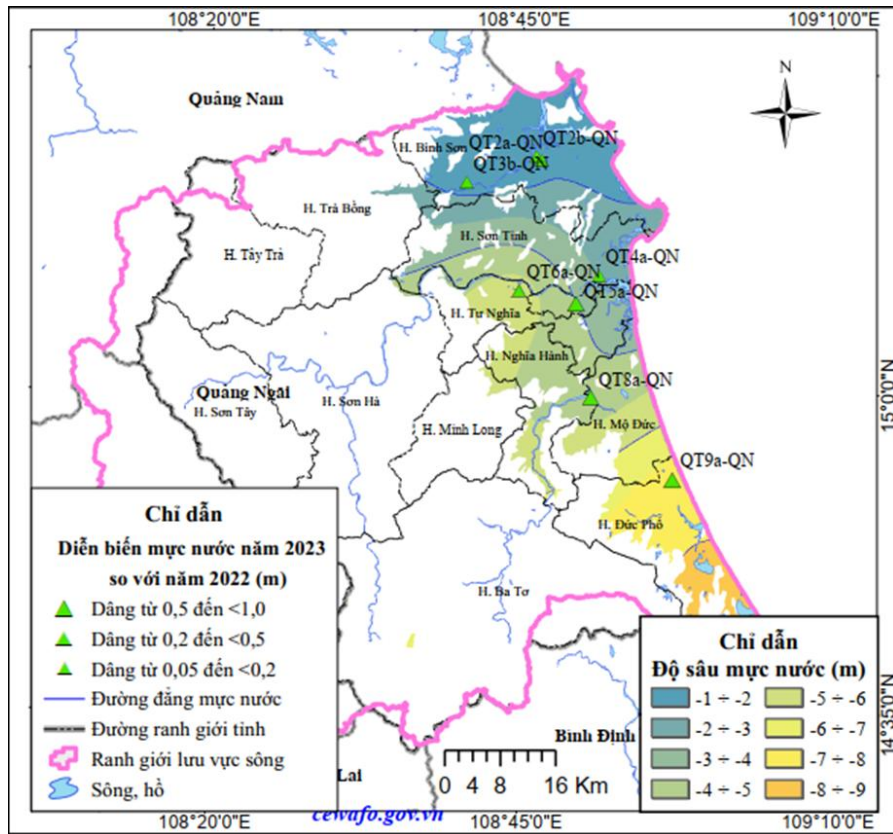 108°20'0"E
108°45'0"E
109°10'0"E
N
Quảng Nam
H. Bình Sơn
QT2a-QN
QT2b-QN
QT3b-QN
H. Trà Bồng
H. Tây Trà
H. Sơn Tịnh
QT4a-QN
QT6a-QN
QT5a-QN
H. Tư Nghĩa
H. Nghĩa Hành
QT8a-QN
Quảng Ngãi
H. Sơn Tây
H. Sơn Hà
H. Minh Long
H. Mộ Đức
QT9a-QN
H. Đức Phổ
H. Ba Tơ
15°0'0"N
14°35'0"N
Chỉ dẫn
Diễn biến mực nước năm 2023
so với năm 2022 (m)
Dâng từ 0,5 đến <1,0
Dâng từ 0,2 đến <0,5
Dâng từ 0,05 đến <0,2
Đường đẳng mực nước
Đường ranh giới tỉnh
Ranh giới lưu vực sông
Sông, hồ
Lai
Bình Định
0 4 8 16 Km
cewafo.gov.vn
Chỉ dẫn
Độ sâu mực nước (m)
-1 ÷ -2
-5 ÷ -6
-2 ÷ -3
-6 ÷ -7
-3 ÷ -4
-7 ÷ -8
-4 ÷ -5
-8 ÷ -9
108°20'0"E
108°45'0"E
109°10'0"E